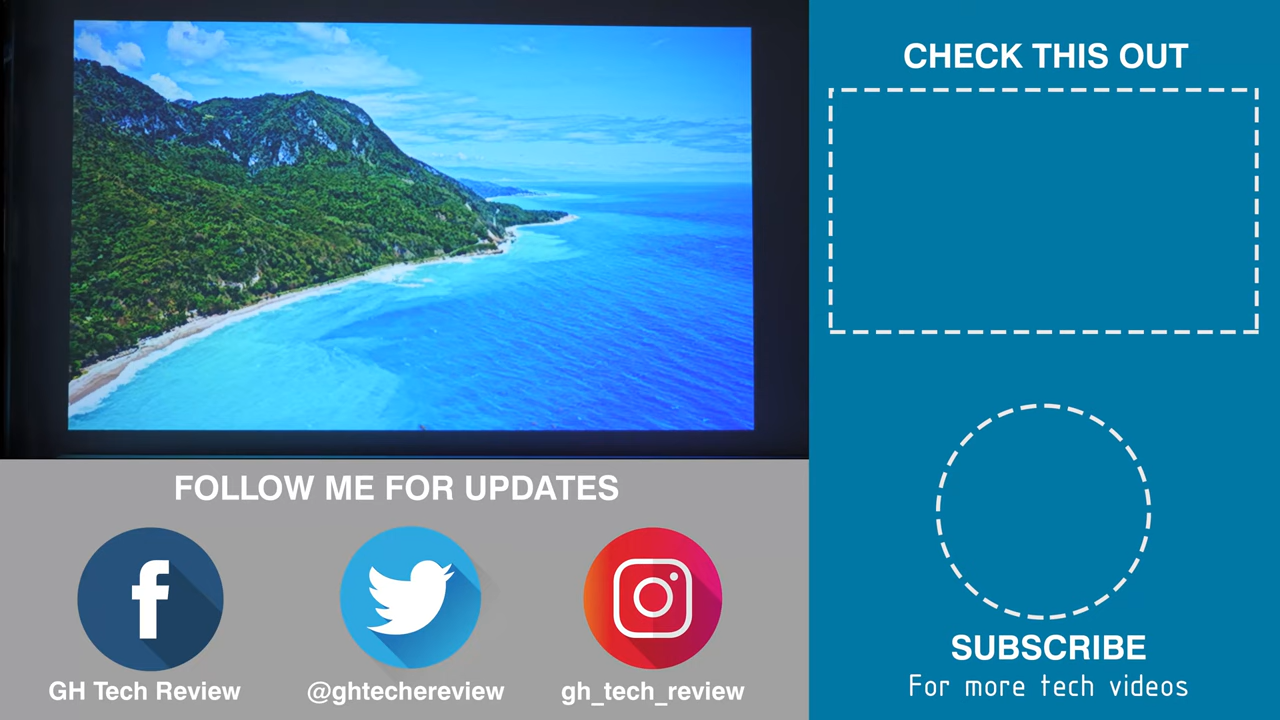 CHECK THIS OUT
FOLLOW ME FOR UPDATES
GH Tech Review
@ghtechereview
gh_tech_review
SUBSCRIBE
For more tech videos